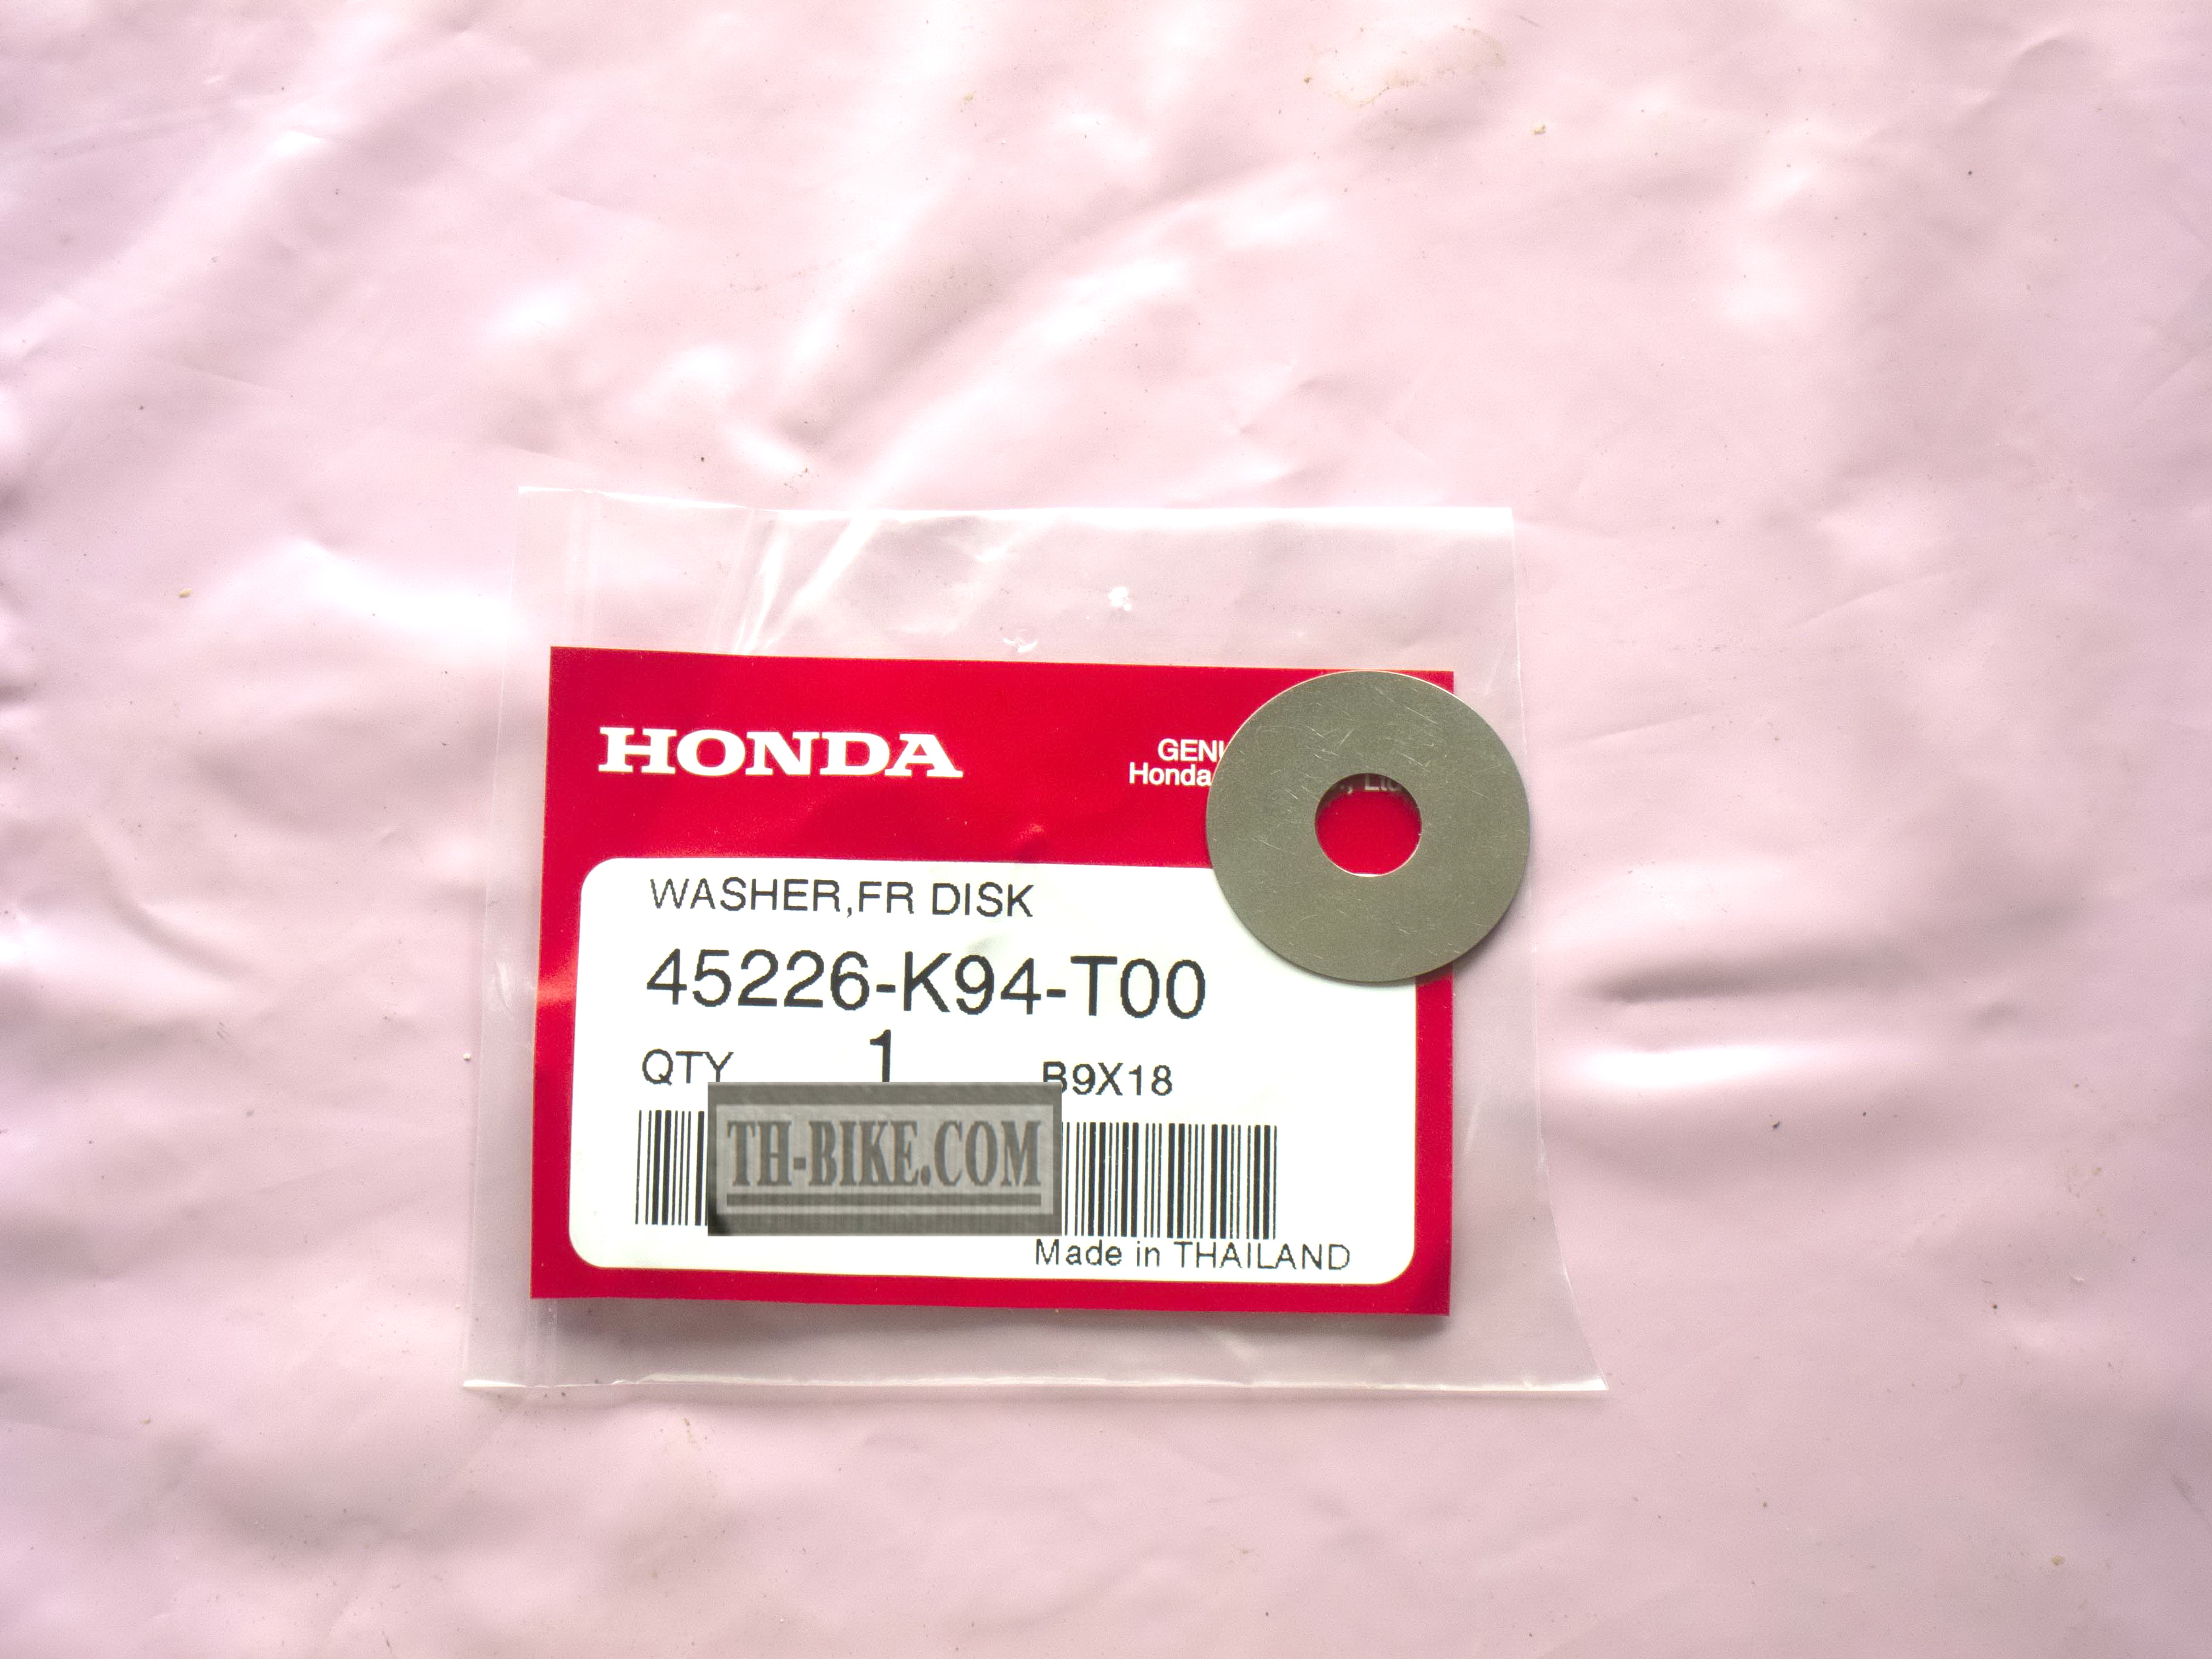 HONDA
GENU
Honda
WASHER,FR DISK
45226-K94-T00
QTY 1 B9X18
TH-BIKE.COM
Made in THAILAND